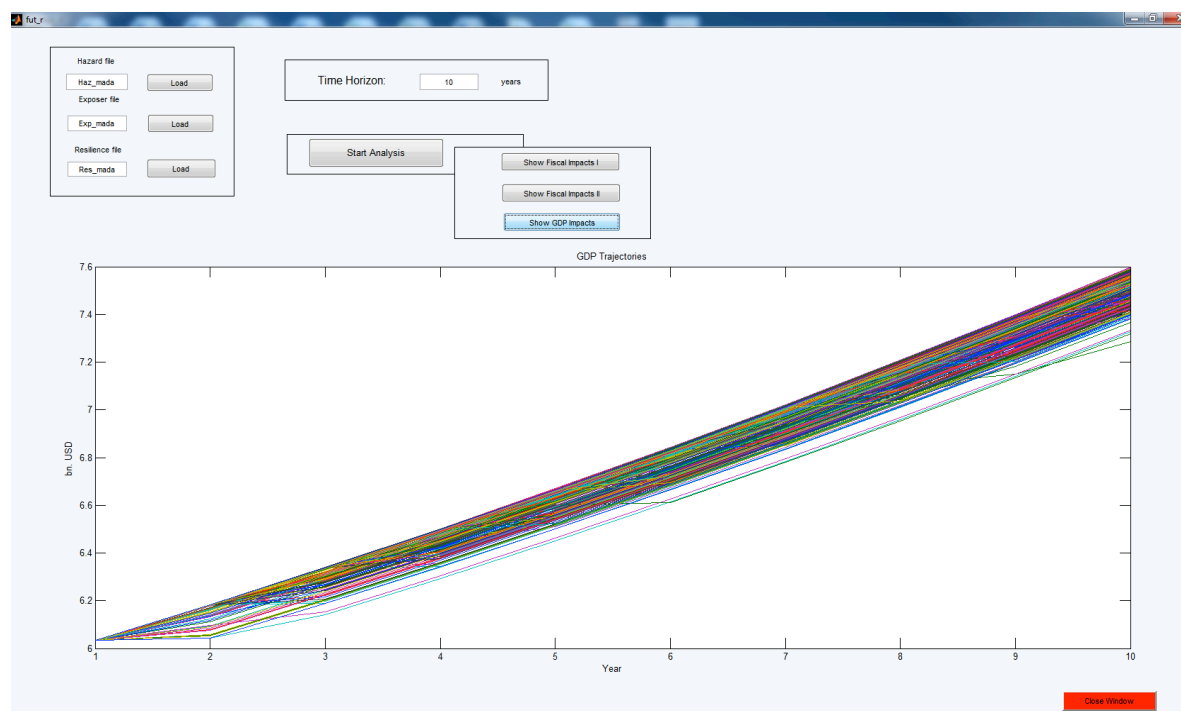 fut_r
Hazard file
Haz_mada Load
Exposer file
Exp_mada Load
Resilience file
Res_mada Load
Time Horizon: 10 years
Start Analysis
Show Fiscal Impacts I
Show Fiscal Impacts II
Show GDP Impacts
GDP Trajectories
7.6
7.4
7.2
7
6.8
6.6
6.4
6.2
6
bn. USD
1 2 3 4 5 6 7 8 9 10
Year
Close Window